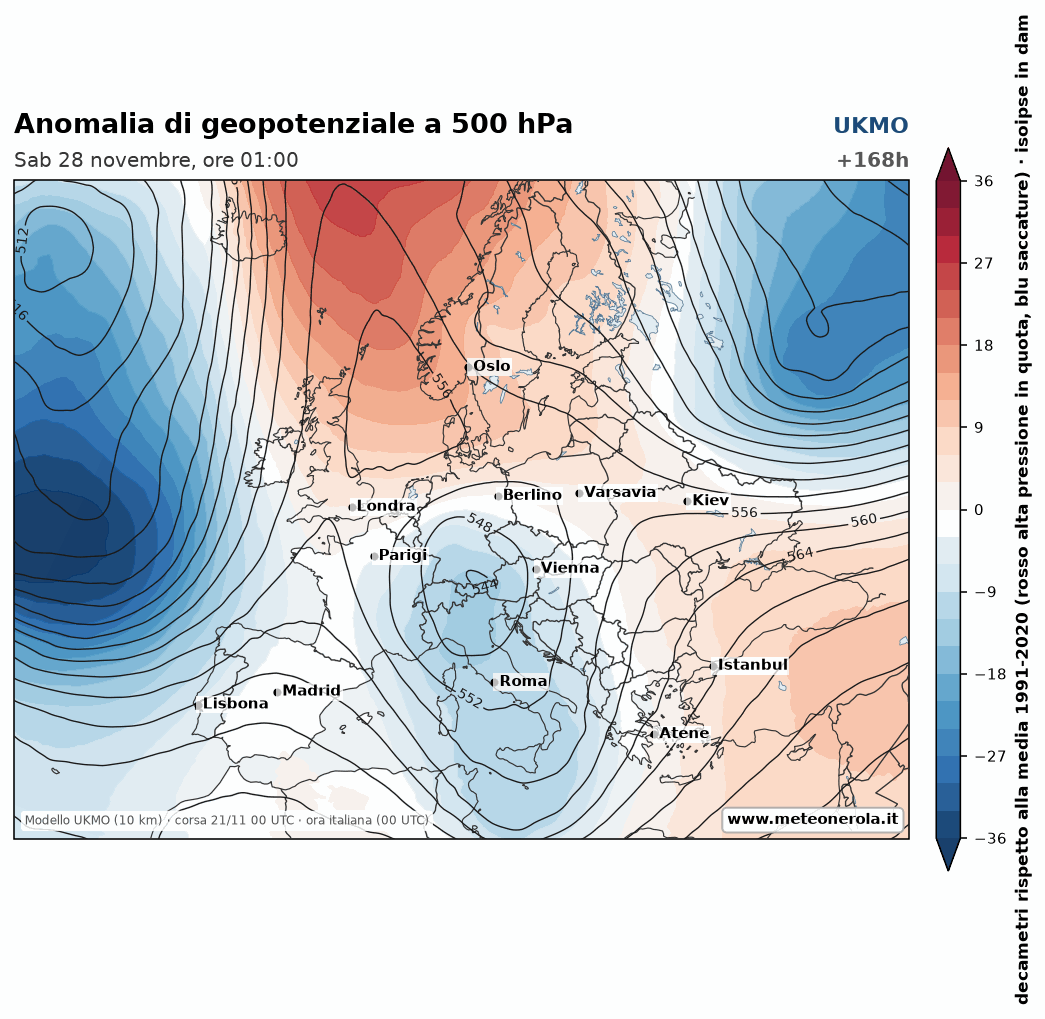 Anomalia di geopotenziale a 500 hPa
UKMO
Sab 28 novembre, ore 01:00
+168h
512
556
Oslo
Londra
Berlino
Varsavia
Kiev
548
556
560
Parigi
Vienna
564
Istanbul
Roma
Madrid
552
Lisbona
Atene
Modello UKMO (10 km) · corsa 21/11 00 UTC · ora italiana (00 UTC)
www.meteonerola.it
36
27
18
9
0
−9
−18
−27
−36
decametri rispetto alla media 1991-2020 (rosso alta pressione in quota, blu saccature) · isoipse in dam